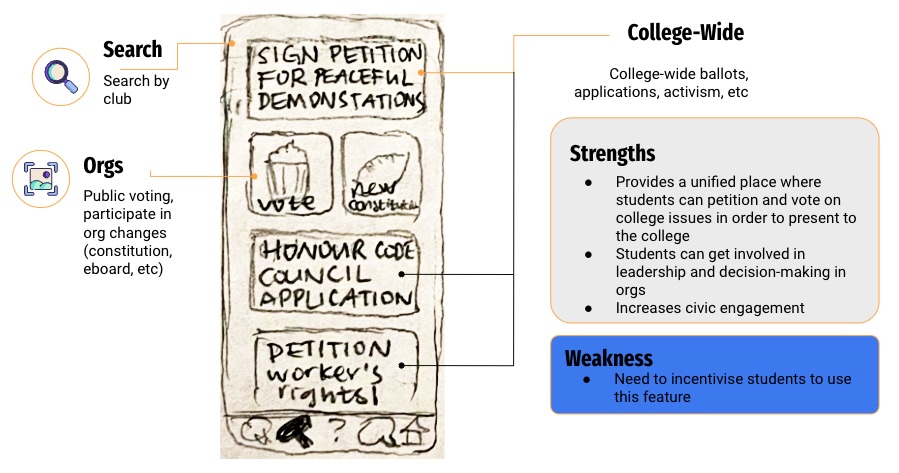 Search
Search by
club
Orgs
Public voting,
participate in
org changes
(constitution,
eboard, etc)
SIGN PETITION
FOR PEACEFUL
DEMONSTATIONS
vote
new
constitution
HONOUR CODE
COUNCIL
APPLICATION
PETITION
worker's
rights!
?
College-Wide
College-wide ballots,
applications, activism, etc
Strengths
● Provides a unified place where
students can petition and vote on
college issues in order to present to
the college
● Students can get involved in
leadership and decision-making in
orgs
● Increases civic engagement
Weakness
● Need to incentivise students to use
this feature